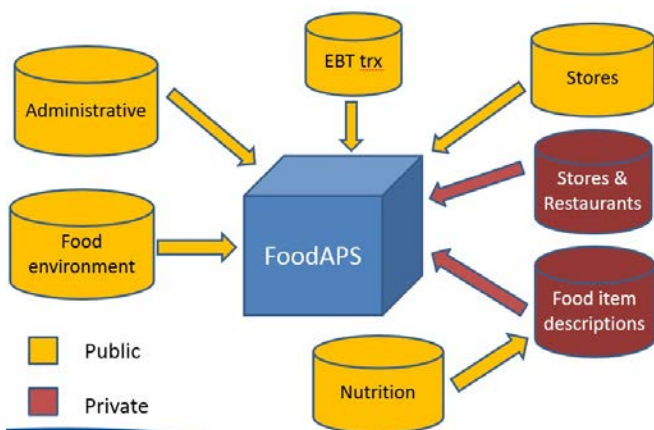 EBT trx
Stores
Administrative
Stores &
Restaurants
Food
environment
FoodAPS
Food item
descriptions
Nutrition
Public
Private